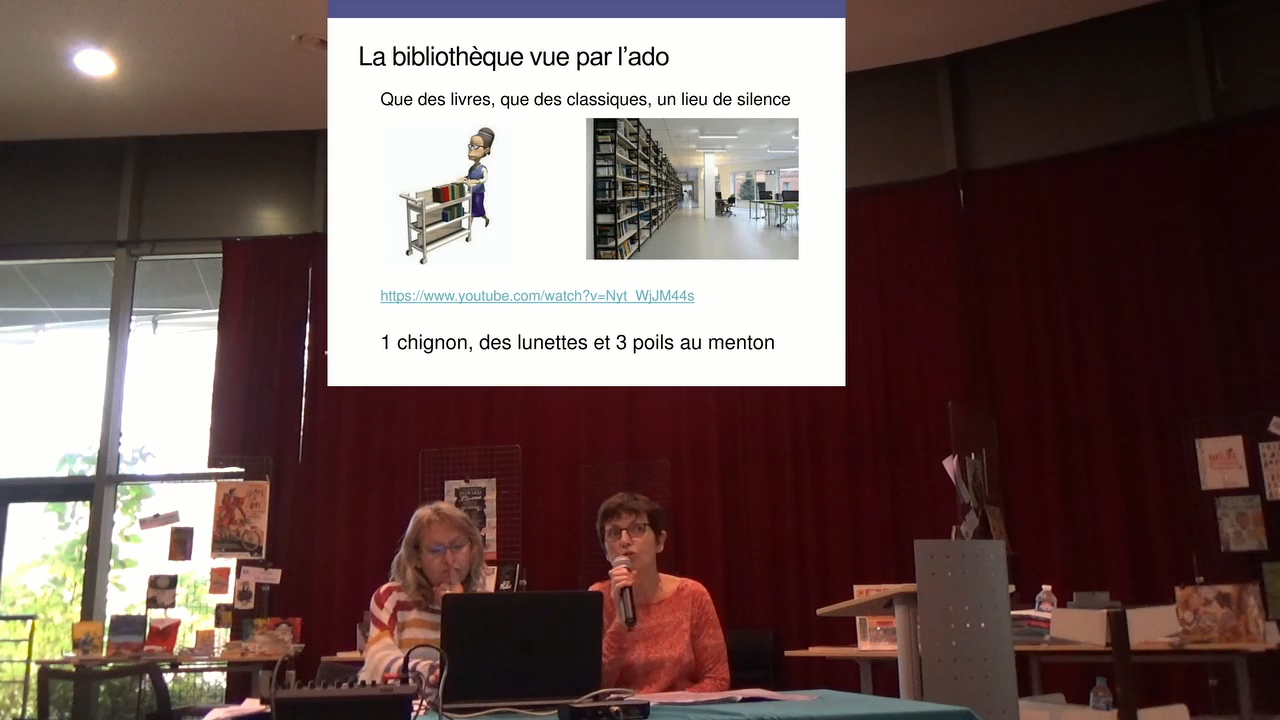 La bibliothèque vue par l'ado
Que des livres, que des classiques, un lieu de silence
https://www.youtube.com/watch?v=Nyt_WjJM44s
1 chignon, des lunettes et 3 poils au menton